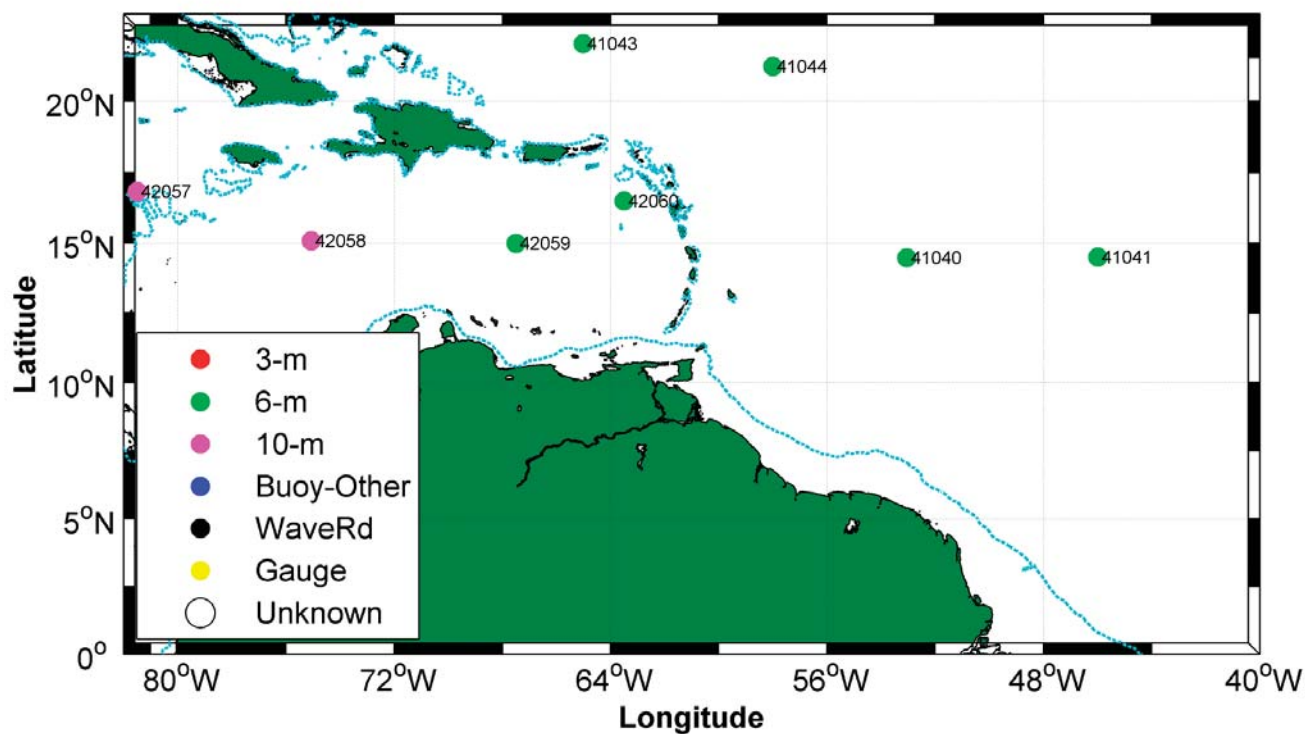 41043
41044
20°N
42057
42060
42058
42059
15°N
41040
41041
Latitude
3-m
6-m
10°N
10-m
Buoy-Other
5°N
WaveRd
Gauge
Unknown
0°
80°W
72°W
64°W
56°W
48°W
40°W
Longitude